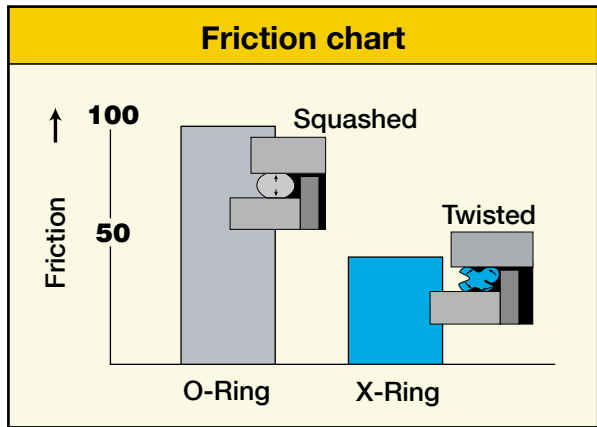 Friction chart
100
Squashed
50
Twisted
Friction
O-Ring
X-Ring